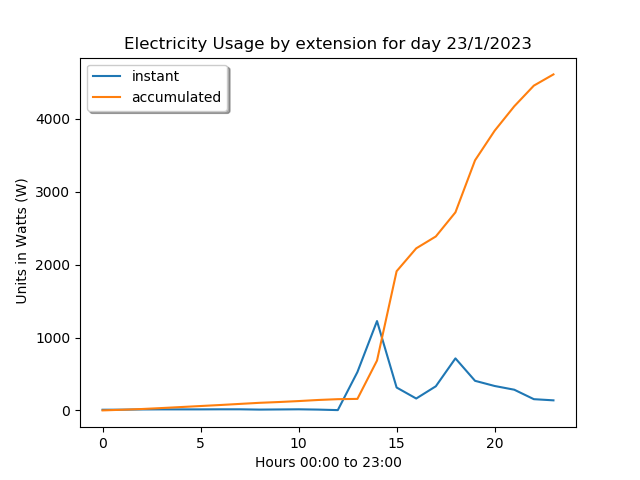 Electricity Usage by extension for day 23/1/2023
instant
accumulated
Units in Watts (W)
4000
3000
2000
1000
0
0 5 10 15 20
Hours 00:00 to 23:00